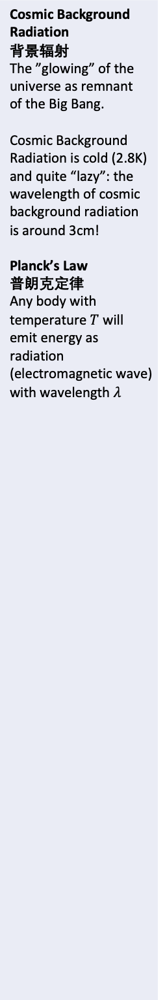 Cosmic Background
Radiation
背景辐射
The ”glowing” of the
universe as remnant
of the Big Bang.
Cosmic Background
Radiation is cold (2.8K)
and quite “lazy”: the
wavelength of cosmic
background radiation
is around 3cm!
Planck’s Law
普朗克定律
Any body with
temperature 𝑇 will
emit energy as
radiation
(electromagnetic wave)
with wavelength 𝜆